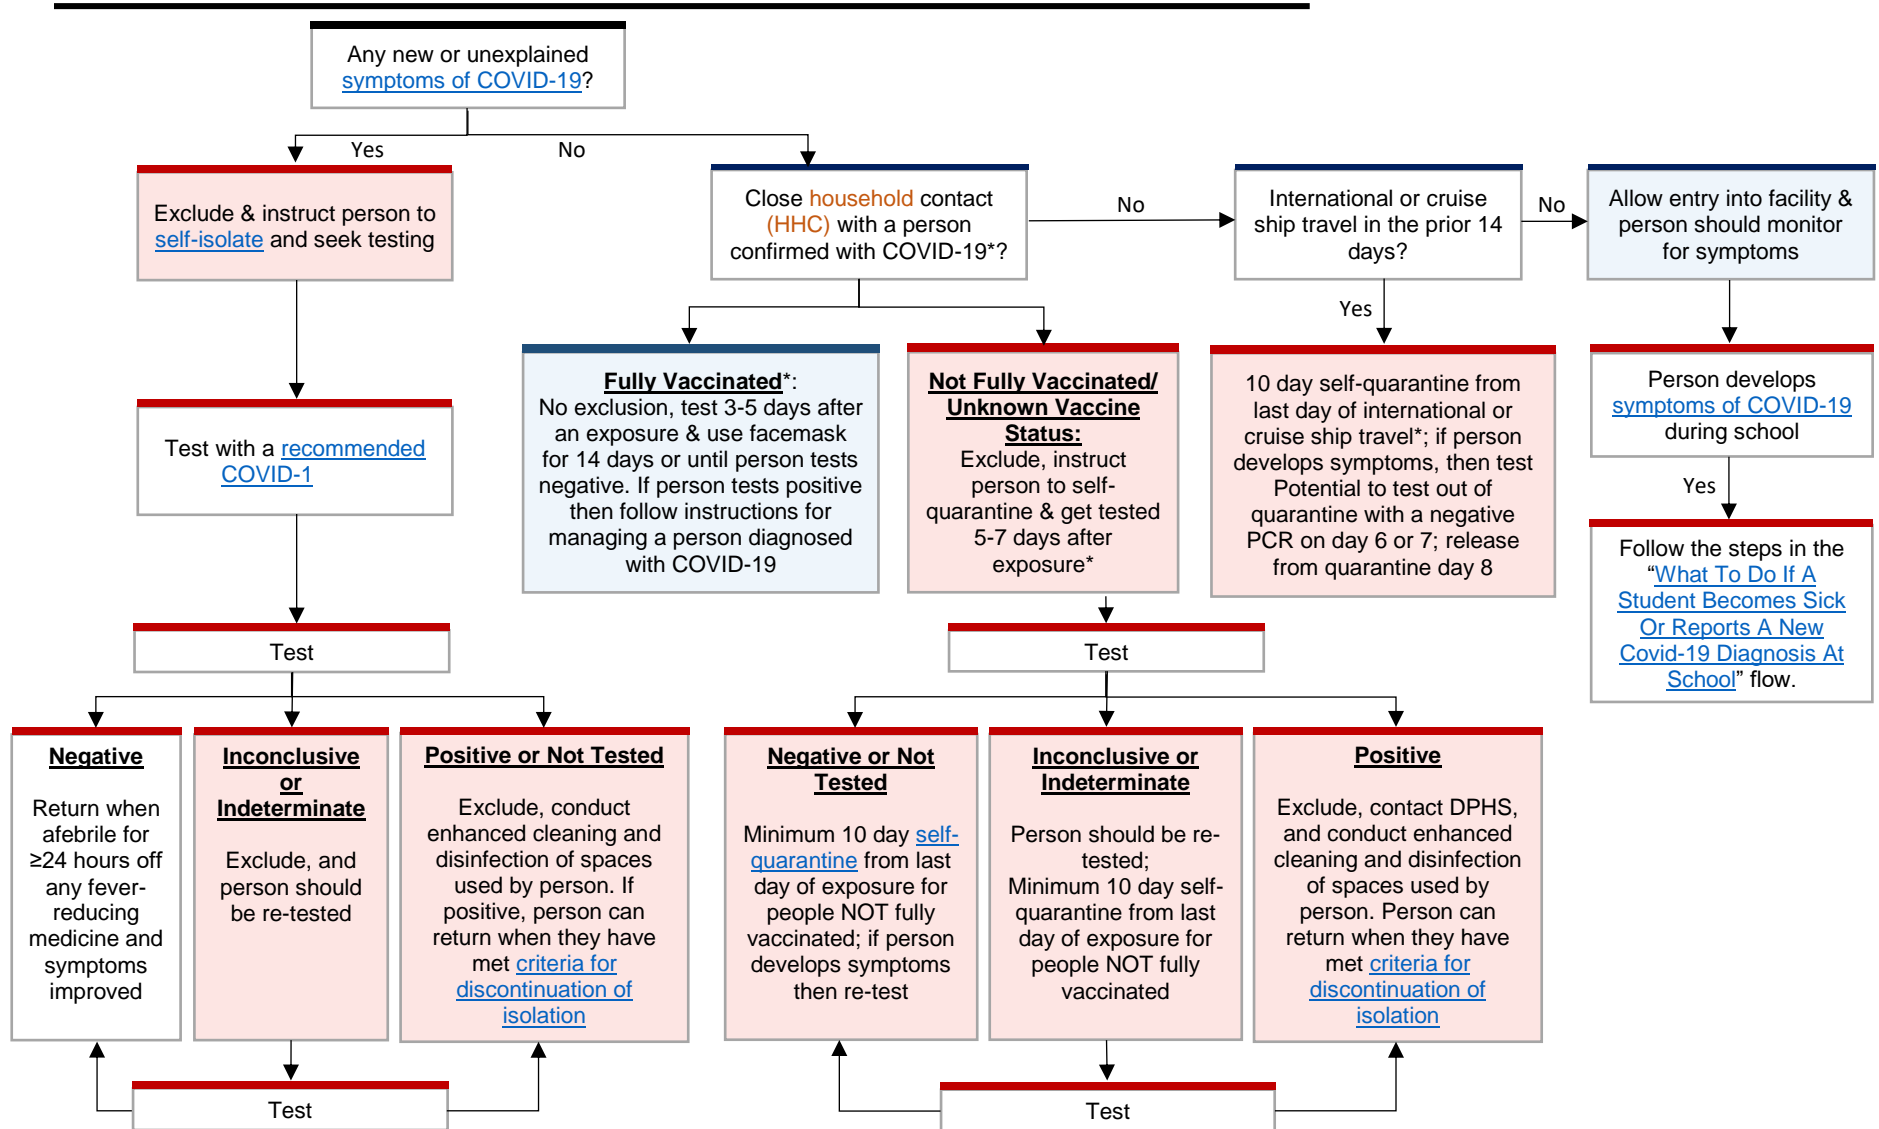 Any new or unexplained
symptoms of COVID-19?
Yes
No
Exclude & instruct person to
self-isolate and seek testing
Close household contact
(HHC) with a person
confirmed with COVID-19*?
No
International or cruise
ship travel in the prior 14
days?
No
Allow entry into facility &
person should monitor
for symptoms
Yes
Test with a recommended
COVID-1
Fully Vaccinated*:
No exclusion, test 3-5 days after
an exposure & use facemask
for 14 days or until person tests
negative. If person tests positive
then follow instructions for
managing a person diagnosed
with COVID-19
Not Fully Vaccinated/
Unknown Vaccine
Status:
Exclude, instruct
person to self-
quarantine & get tested
5-7 days after
exposure*
10 day self-quarantine from
last day of international or
cruise ship travel*; if person
develops symptoms, then test
Potential to test out of
quarantine with a negative
PCR on day 6 or 7; release
from quarantine day 8
Person develops
symptoms of COVID-19
during school
Yes
Follow the steps in the
“What To Do If A
Student Becomes Sick
Or Reports A New
Covid-19 Diagnosis At
School” flow.
Test
Test
Negative
Return when
afebrile for
≥24 hours off
any fever-
reducing
medicine and
symptoms
improved
Inconclusive
or
Indeterminate
Exclude, and
person should
be re-tested
Positive or Not Tested
Exclude, conduct
enhanced cleaning and
disinfection of spaces
used by person. If
positive, person can
return when they have
met criteria for
discontinuation of
isolation
Negative or Not
Tested
Minimum 10 day self-
quarantine from last
day of exposure for
people NOT fully
vaccinated; if person
develops symptoms
then re-test
Inconclusive or
Indeterminate
Person should be re-
tested;
Minimum 10 day self-
quarantine from last
day of exposure for
people NOT fully
vaccinated
Positive
Exclude, contact DPHS,
and conduct enhanced
cleaning and disinfection
of spaces used by
person. Person can
return when they have
met criteria for
discontinuation of
isolation
Test
Test